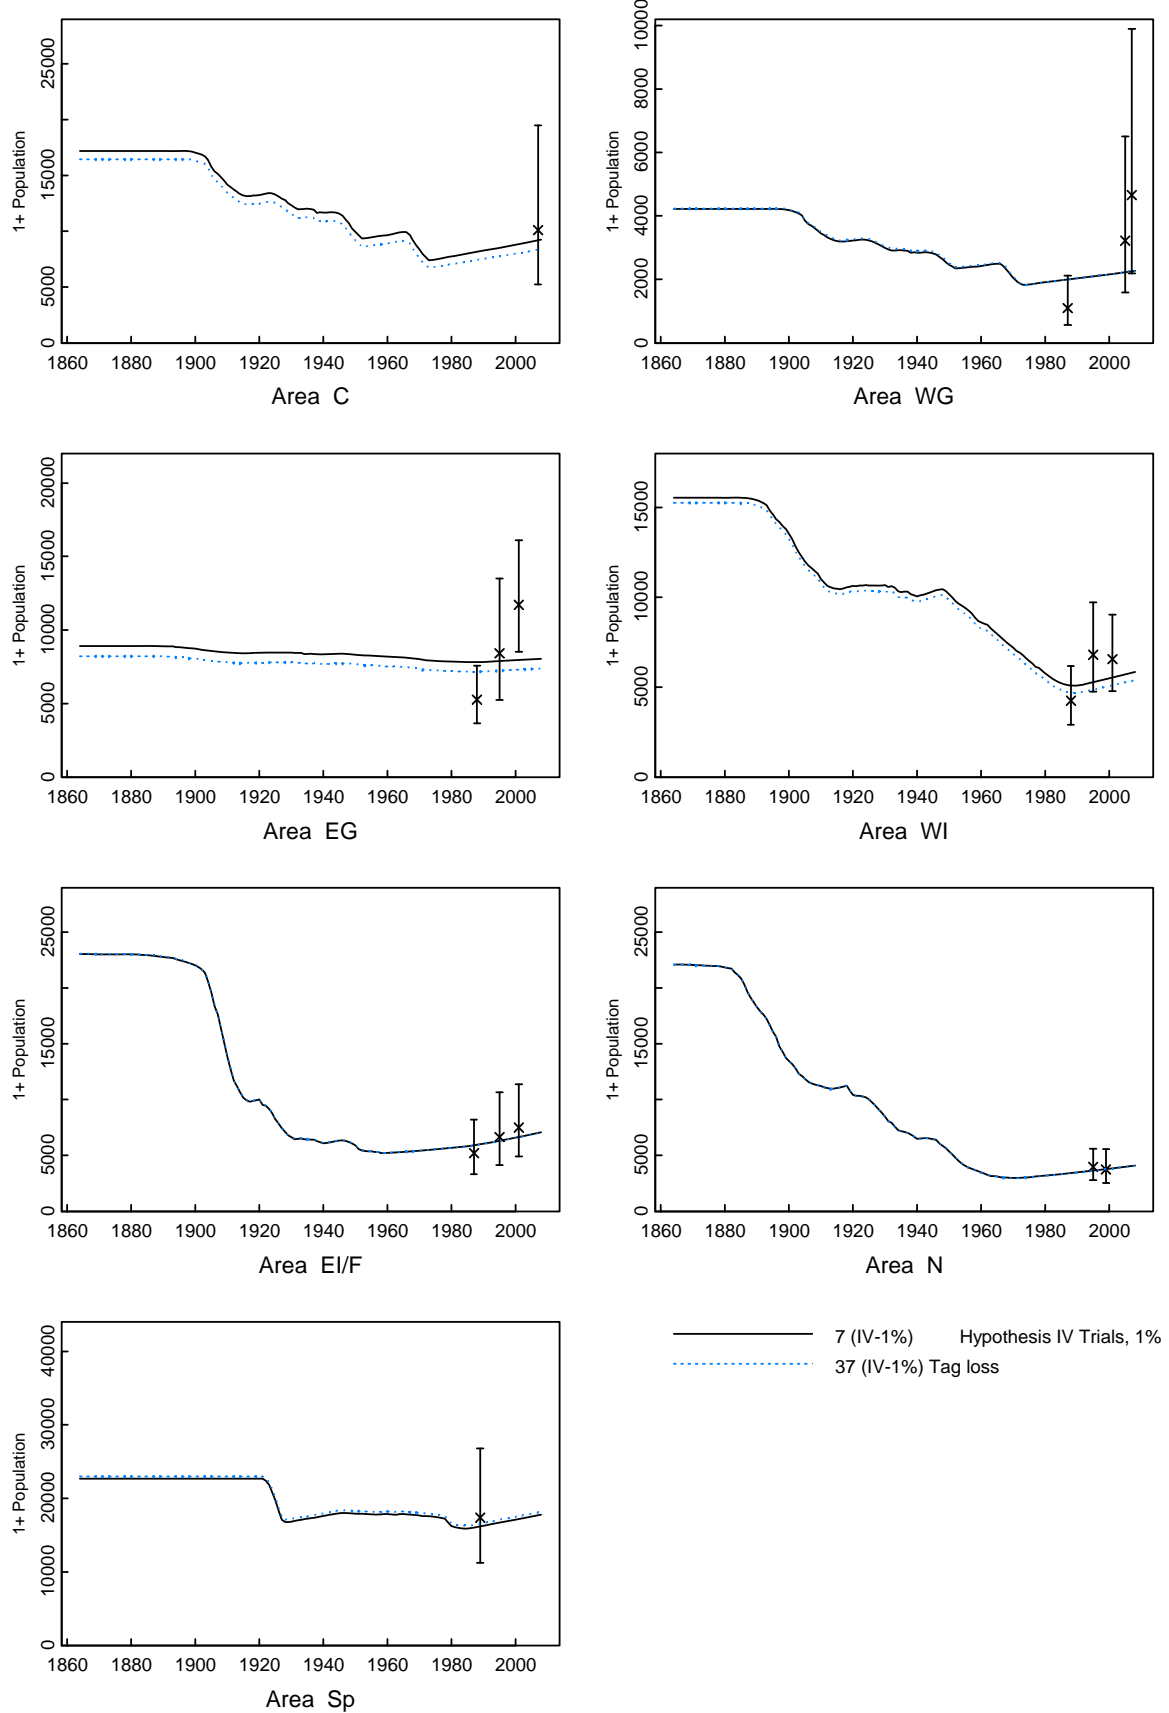 1+ Population
0 5000 15000 25000
1860 1880 1900 1920 1940 1960 1980 2000
Area C
1+ Population
0 2000 4000 6000 8000 10000
1860 1880 1900 1920 1940 1960 1980 2000
Area WG
1+ Population
0 5000 10000 15000 20000
1860 1880 1900 1920 1940 1960 1980 2000
Area EG
1+ Population
0 5000 10000 15000
1860 1880 1900 1920 1940 1960 1980 2000
Area WI
1+ Population
0 5000 15000 25000
1860 1880 1900 1920 1940 1960 1980 2000
Area EI/F
1+ Population
0 5000 15000 25000
1860 1880 1900 1920 1940 1960 1980 2000
Area N
1+ Population
0 10000 20000 30000 40000
1860 1880 1900 1920 1940 1960 1980 2000
Area Sp
7 (IV-1%) Hypothesis IV Trials, 1%
37 (IV-1%) Tag loss